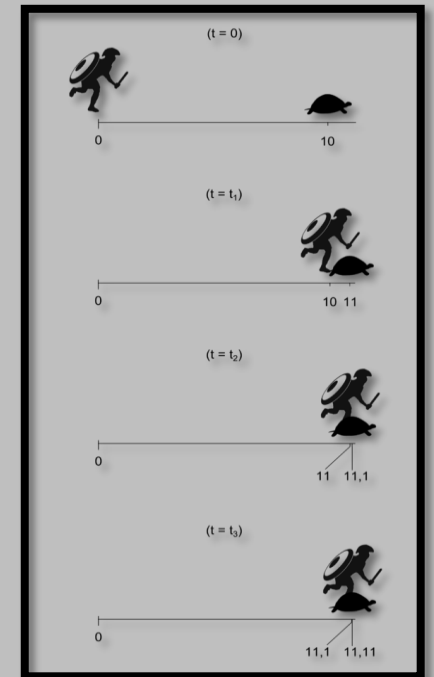 (t = 0)
0 10
(t = t₁)
0 10 11
(t = t₂)
0
11 11,1
(t = t₃)
0
11,1 11,11